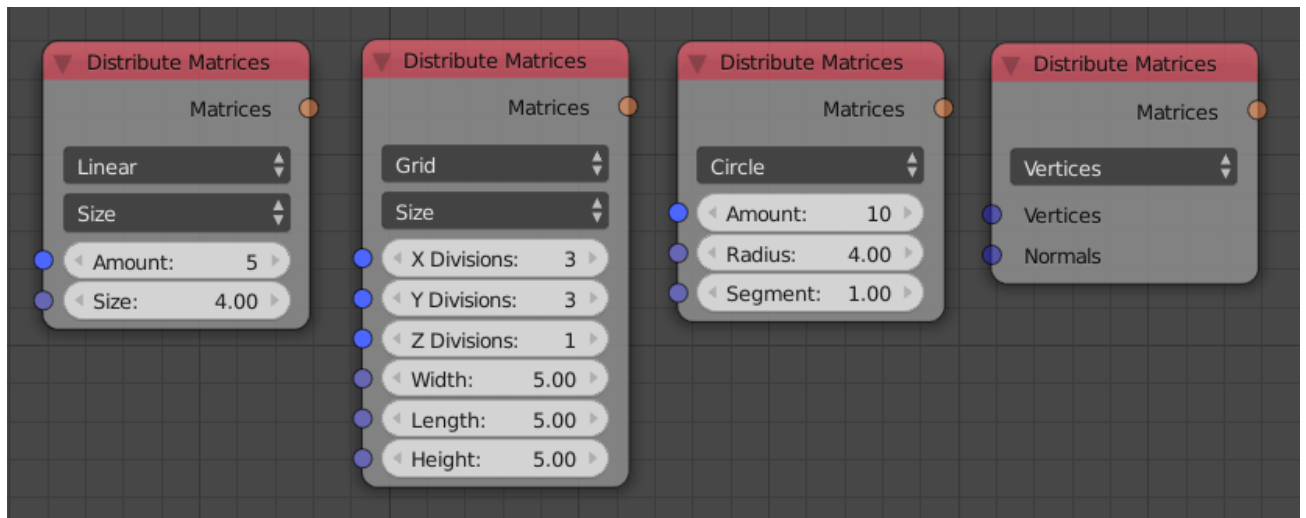 Distribute Matrices
Matrices
Linear
Size
Amount: 5
Size: 4.00
Distribute Matrices
Matrices
Grid
Size
X Divisions: 3
Y Divisions: 3
Z Divisions: 1
Width: 5.00
Length: 5.00
Height: 5.00
Distribute Matrices
Matrices
Circle
Amount: 10
Radius: 4.00
Segment: 1.00
Distribute Matrices
Matrices
Vertices
Vertices
Normals